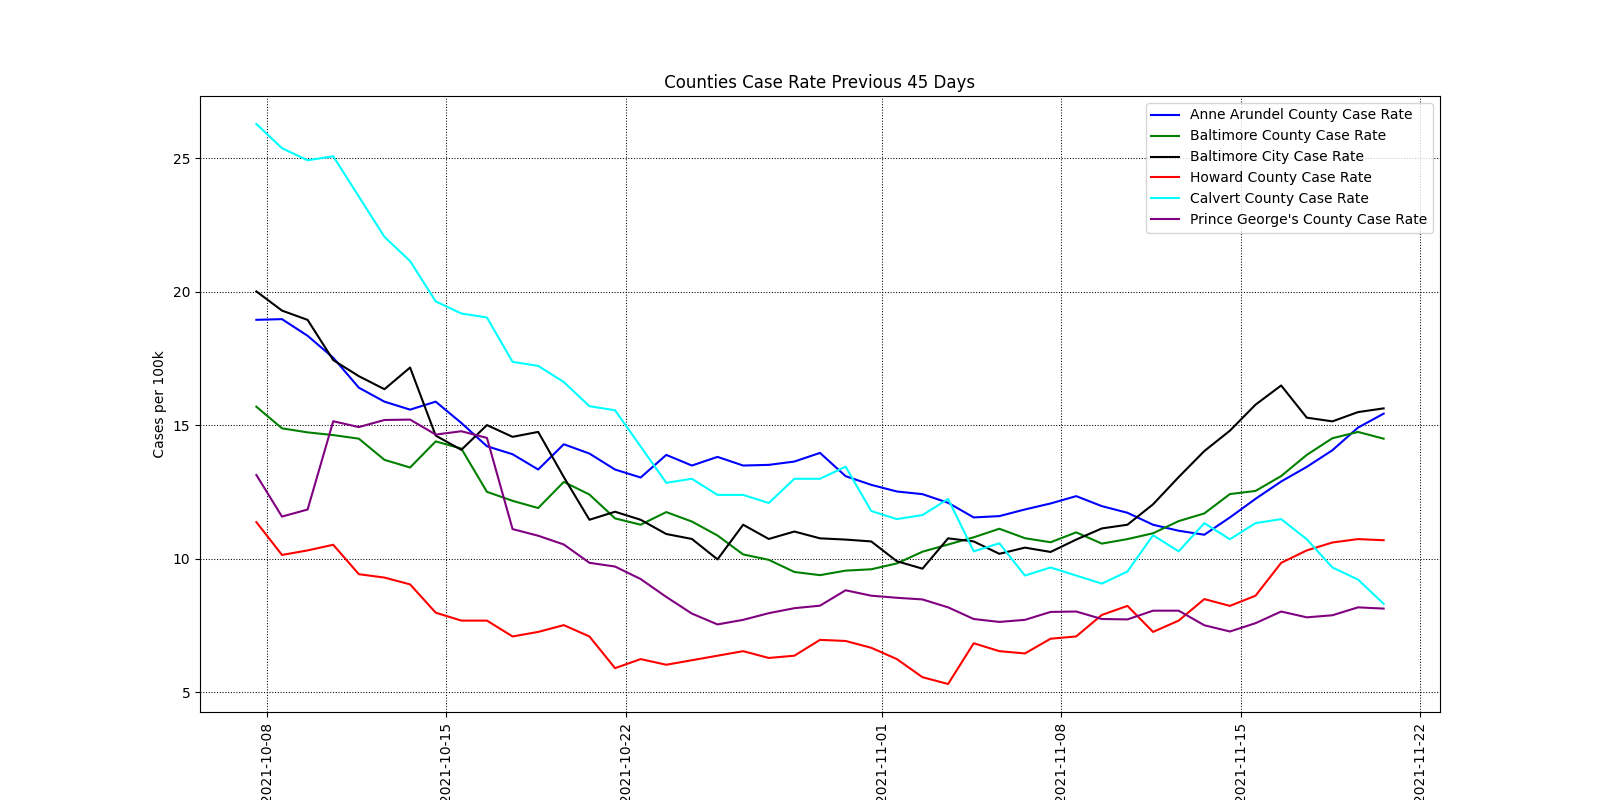 Counties Case Rate Previous 45 Days
Anne Arundel County Case Rate
Baltimore County Case Rate
Baltimore City Case Rate
Howard County Case Rate
Calvert County Case Rate
Prince George's County Case Rate
Cases per 100k
25
20
15
10
5
2021-10-08
2021-10-15
2021-10-22
2021-11-01
2021-11-08
2021-11-15
2021-11-22